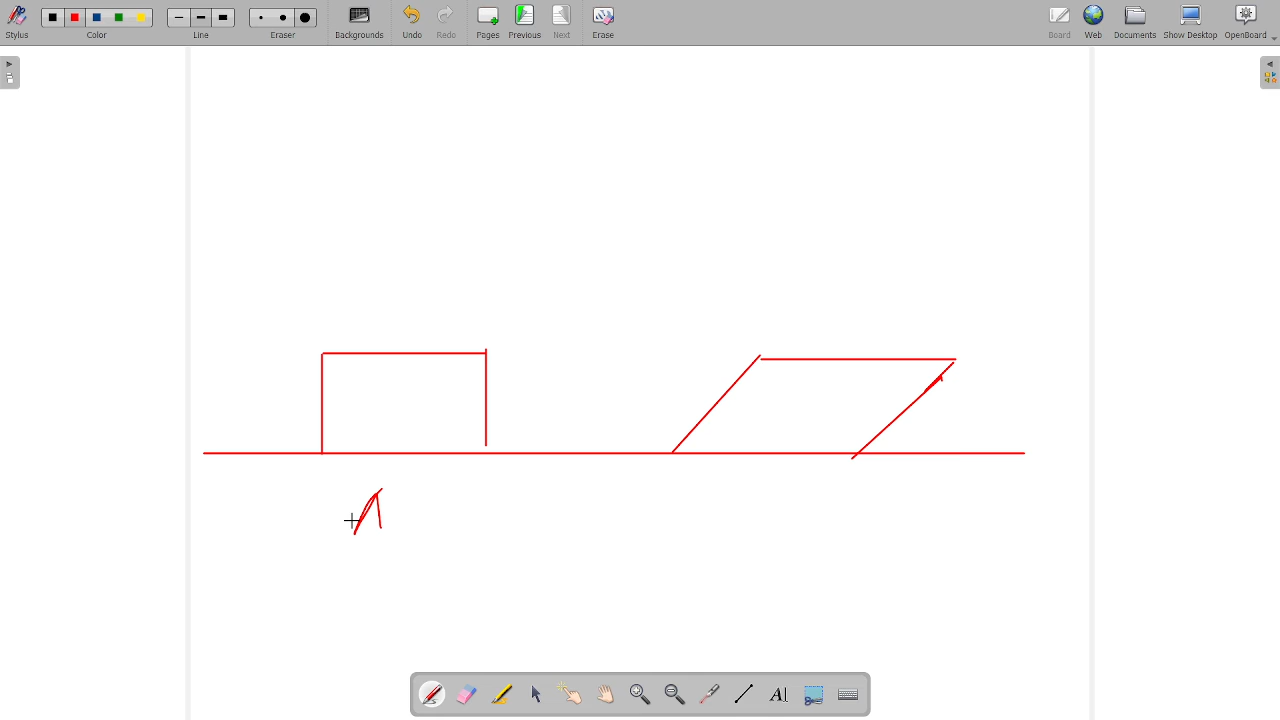 Stylus
Color
Line
Eraser
Backgrounds
Undo
Redo
Pages
Previous
Next
Erase
Board
Web
Documents
Show Desktop
OpenBoard